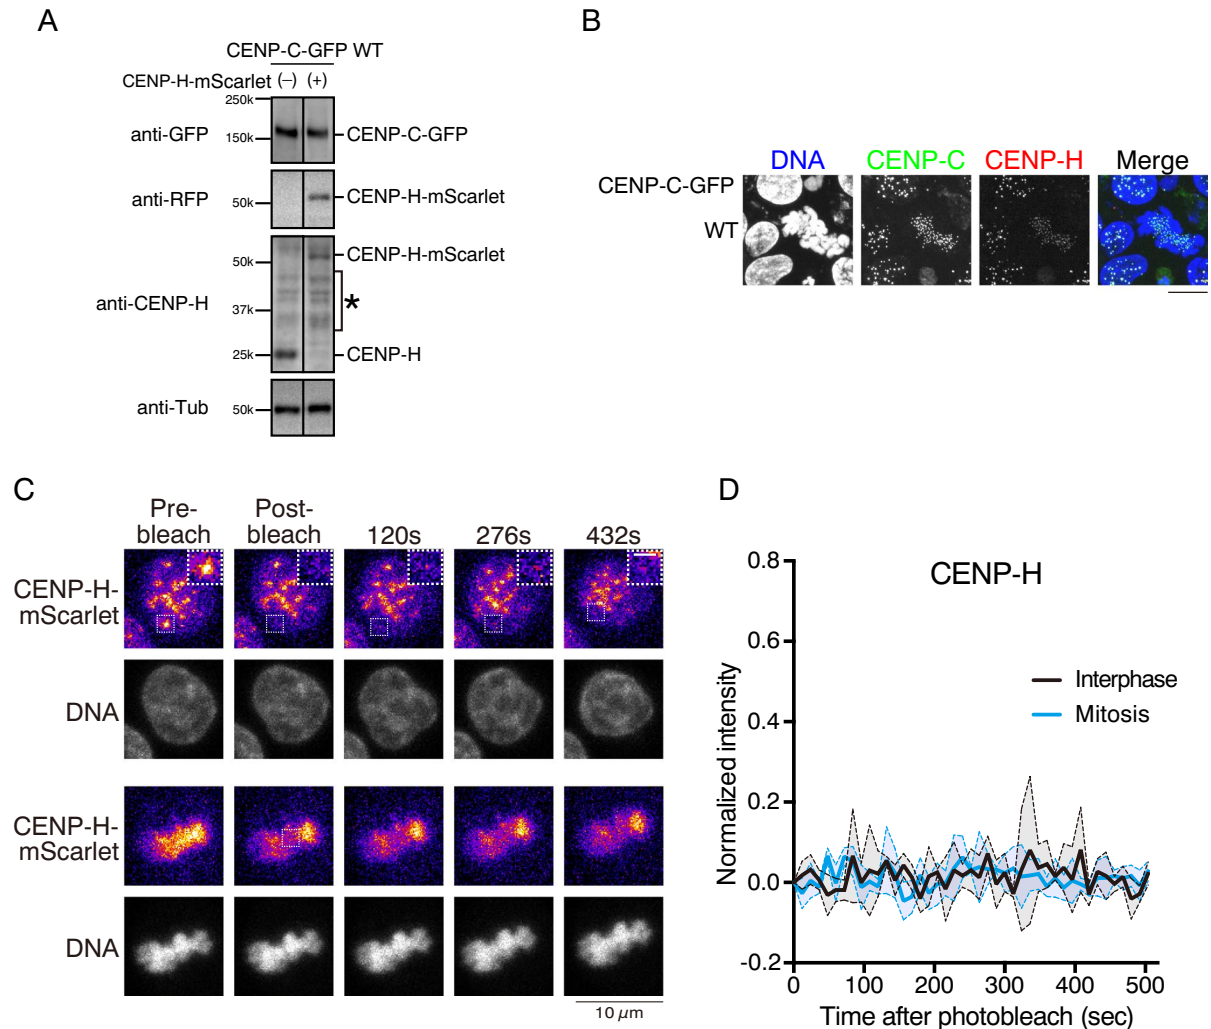 A
CENP-C-GFP WT
CENP-H-mScarlet (–) (+)
250k
anti-GFP
150k
CENP-C-GFP
anti-RFP
50k
CENP-H-mScarlet
50k
CENP-H-mScarlet
anti-CENP-H
37k
*
25k
CENP-H
anti-Tub
50k
B
DNA CENP-C CENP-H Merge
CENP-C-GFP
WT
C
Pre-
bleach
Post-
bleach
120s
276s
432s
CENP-H-
mScarlet
DNA
CENP-H-
mScarlet
DNA
10 µm
D
CENP-H
Interphase
Mitosis
Normalized intensity
0.8
0.6
0.4
0.2
0.0
-0.2
0 100 200 300 400 500
Time after photobleach (sec)